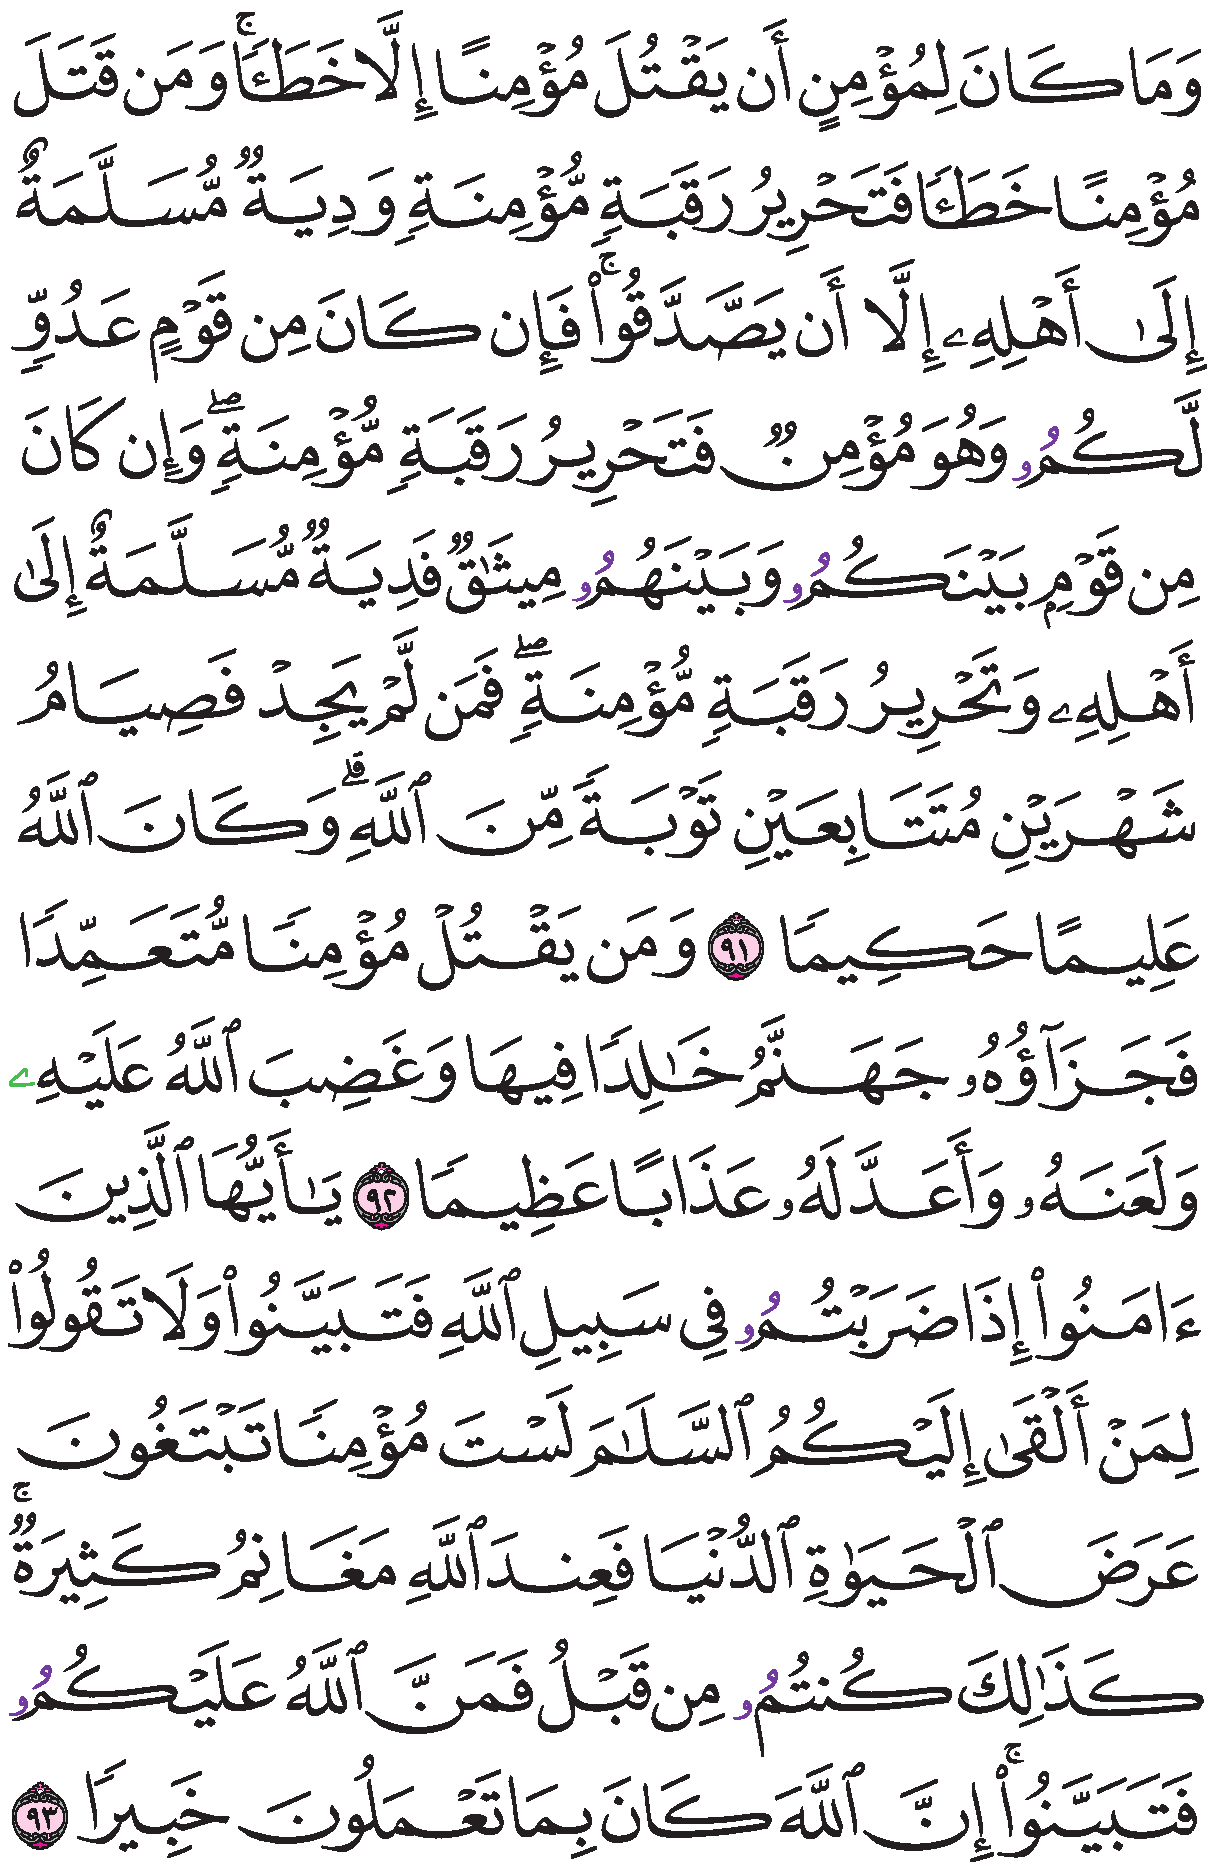 وَمَا كَانَ لِمُؤۡمِنٍ أَن يَقۡتُلَ مُؤۡمِنًا إِلَّا خَطَـًٔاۚ وَمَن قَتَلَ
مُؤۡمِنًا خَطَـًٔا فَتَحۡرِيرُ رَقَبَةٍ مُّؤۡمِنَةٍ وَدِيَةٌ مُّسَلَّمَةٌ
إِلَىٰ أَهۡلِهِۦ إِلَّا أَن يَصَّدَّقُواْۚ فَإِن كَانَ مِن قَوۡمٍ عَدُوٍّ
لَّكُمُۥ وَهُوَ مُؤۡمِنٌ فَتَحۡرِيرُ رَقَبَةٍ مُّؤۡمِنَةٍۖ وَإِن كَانَ
مِن قَوۡمِۭ بَيۡنَكُمُۥ وَبَيۡنَهُمُۥ مِيثَٰقٌ فَدِيَةٌ مُّسَلَّمَةٌ إِلَىٰ
أَهۡلِهِۦ وَتَحۡرِيرُ رَقَبَةٍ مُّؤۡمِنَةٍۖ فَمَن لَّمۡ يَجِدۡ فَصِيَامُ
شَهۡرَيۡنِ مُتَتَابِعَيۡنِ تَوۡبَةً مِّنَ ٱللَّهِۗ وَكَانَ ٱللَّهُ
عَلِيمًا حَكِيمًا ٩١ وَمَن يَقۡتُلۡ مُؤۡمِنًا مُّتَعَمِّدًا
فَجَزَآؤُهُۥ جَهَنَّمُ خَٰلِدًا فِيهَا وَغَضِبَ ٱللَّهُ عَلَيۡهِۦ
وَلَعَنَهُۥ وَأَعَدَّ لَهُۥ عَذَابًا عَظِيمًا ٩٢ يَٰأَيُّهَا ٱلَّذِينَ
ءَامَنُواْ إِذَا ضَرَبۡتُمُۥ فِي سَبِيلِ ٱللَّهِ فَتَبَيَّنُواْ وَلَا تَقُولُواْ
لِمَنۡ أَلۡقَىٰ إِلَيۡكُمُ ٱلسَّلَٰمَ لَسۡتَ مُؤۡمِنًا تَبۡتَغُونَ
عَرَضَ ٱلۡحَيَوٰةِ ٱلدُّنۡيَا فَعِندَ ٱللَّهِ مَغَانِمُ كَثِيرَةٌۚ
كَذَٰلِكَ كُنتُمُۥ مِن قَبۡلُ فَمَنَّ ٱللَّهُ عَلَيۡكُمُۥ
فَتَبَيَّنُواْۚ إِنَّ ٱللَّهَ كَانَ بِمَا تَعۡمَلُونَ خَبِيرًا ٩٣